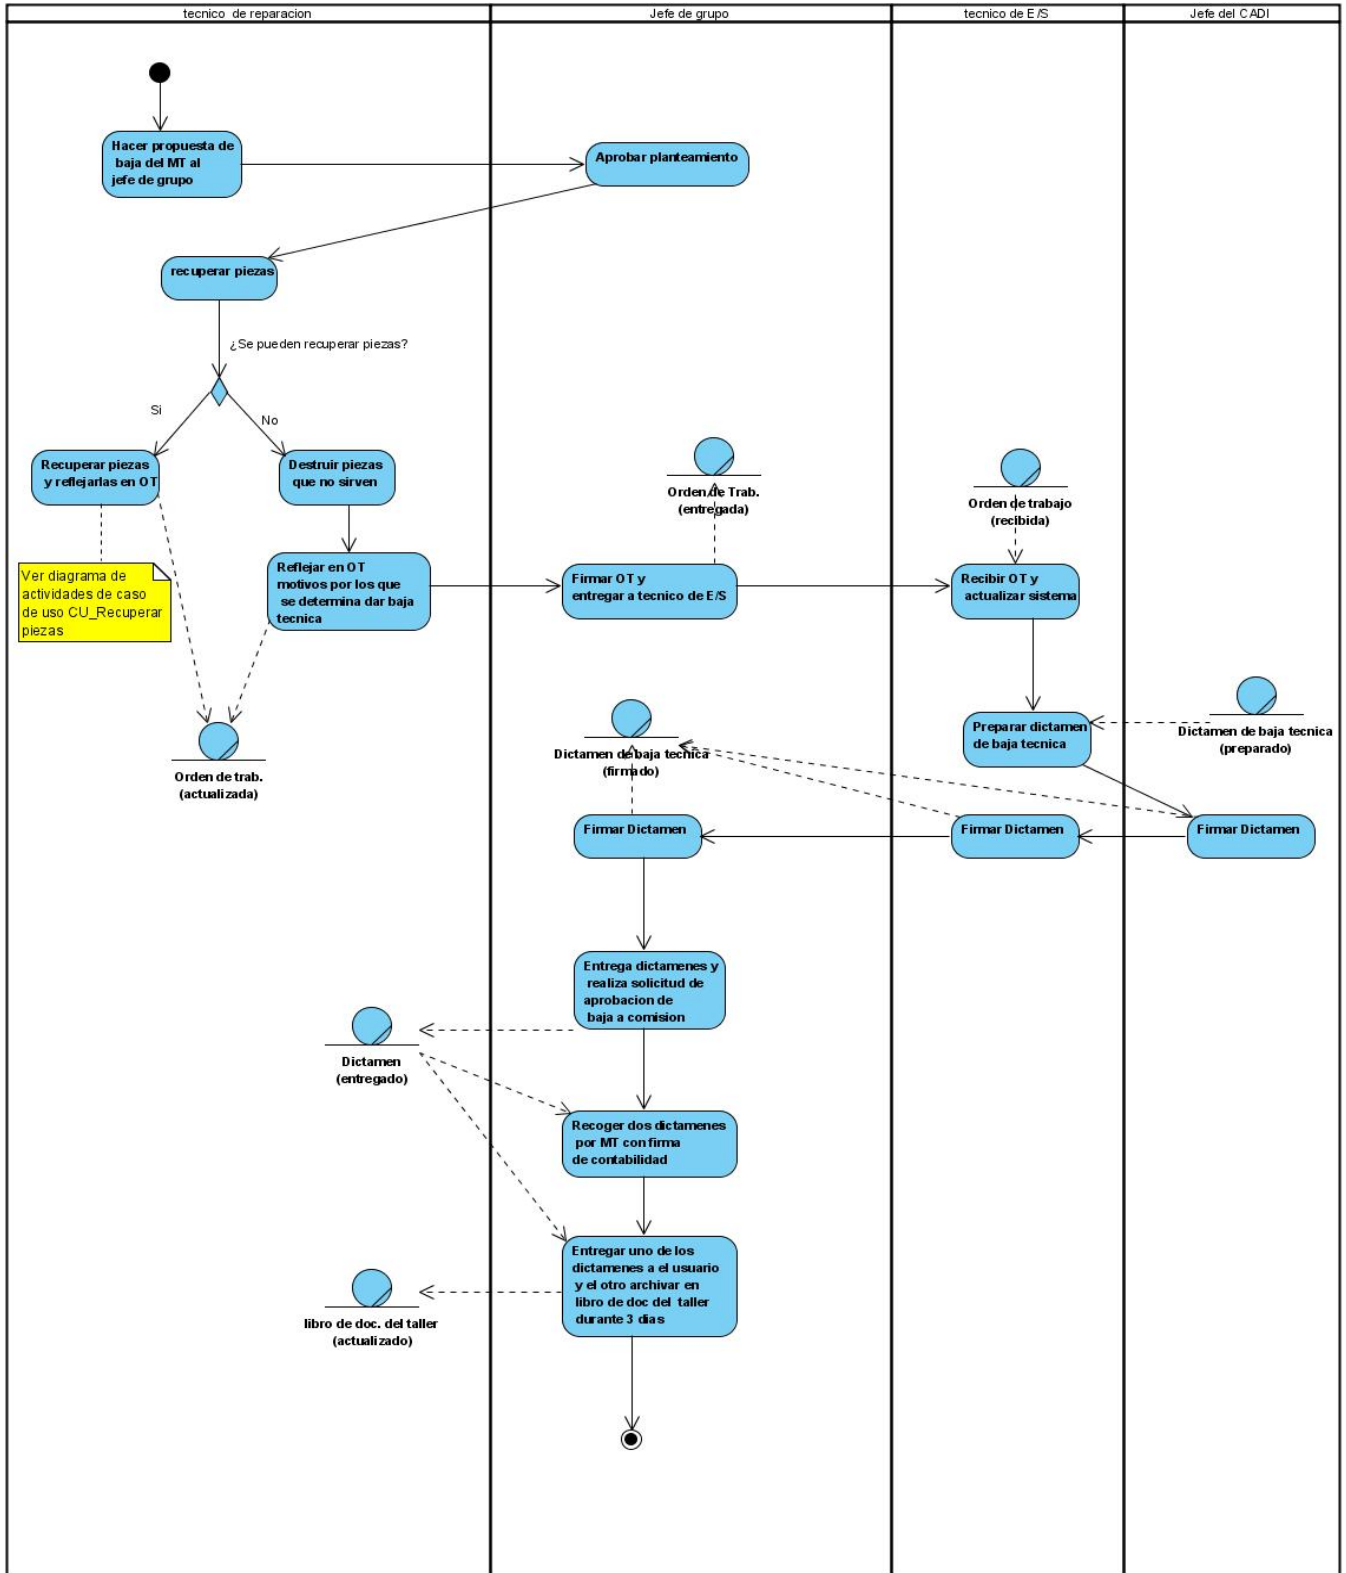 tecnico de reparacion
Jefe de grupo
tecnico de E/S
Jefe del CADI
Hacer propuesta de
baja del MT al
jefe de grupo
Aprobar planteamiento
recuperar piezas
¿Se pueden recuperar piezas?
Si
No
Recuperar piezas
y reflejarlas en OT
Destruir piezas
que no sirven
Orden de Trab.
(entregada)
Orden de trabajo
(recibida)
Ver diagrama de
actividades de caso
de uso CU_Recuperar
piezas
Reflejar en OT
motivos por los que
se determina dar baja
tecnica
Firmar OT y
entregar a tecnico de E/S
Recibir OT y
actualizar sistema
Orden de trab.
(actualizada)
Dictamen de baja tecnica
(firmado)
Preparar dictamen
de baja tecnica
Dictamen de baja tecnica
(preparado)
Firmar Dictamen
Firmar Dictamen
Firmar Dictamen
Entrega dictamenes y
realiza solicitud de
aprobacion de
baja a comision
Dictamen
(entregado)
Recoger dos dictamenes
por MT con firma
de contabilidad
Entregar uno de los
dictamenes a el usuario
y el otro archivar en
libro de doc del taller
durante 3 dias
libro de doc. del taller
(actualizado)